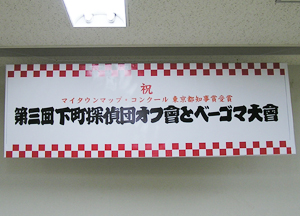 祝
マイタウンマップ・コンクール 東京都知事賞受賞
第三回下町探偵団オフ會とベーゴマ大會